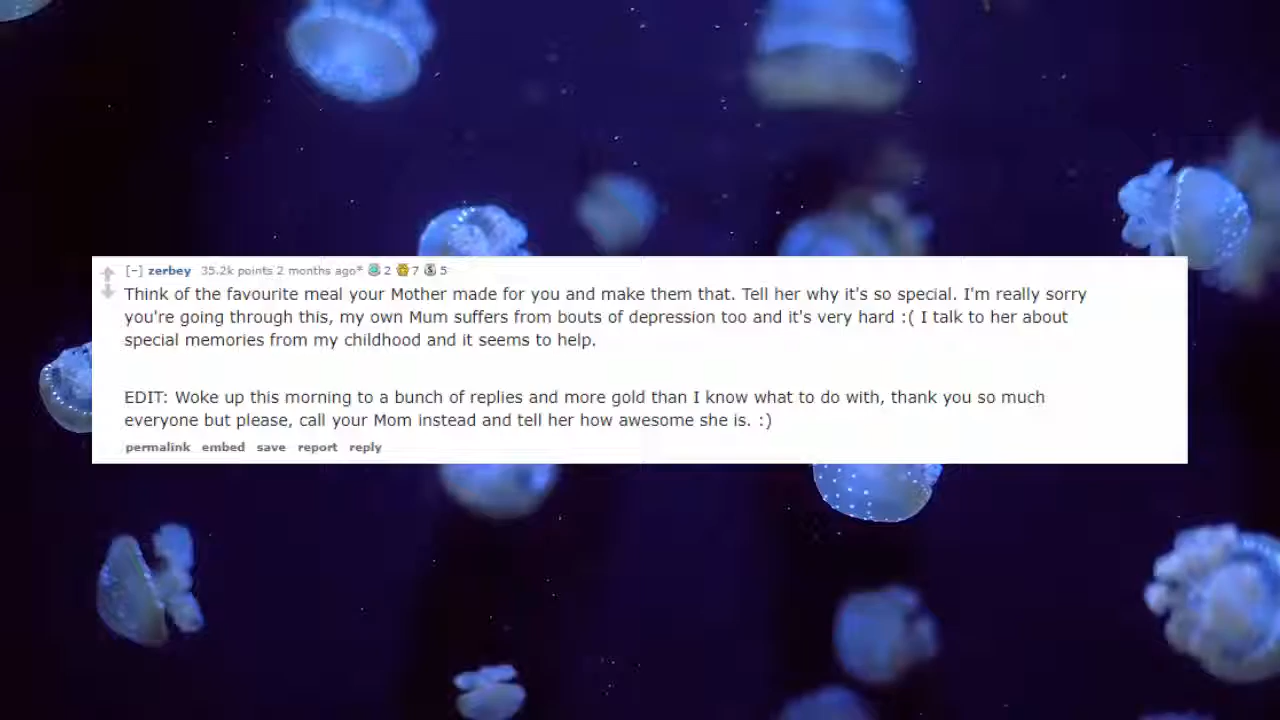 [-] zerbey 35.2k points 2 months ago* 2 7 5
Think of the favourite meal your Mother made for you and make them that. Tell her why it's so special. I'm really sorry
you're going through this, my own Mum suffers from bouts of depression too and it's very hard :( I talk to her about
special memories from my childhood and it seems to help.
EDIT: Woke up this morning to a bunch of replies and more gold than I know what to do with, thank you so much
everyone but please, call your Mom instead and tell her how awesome she is. :)
permalink embed save report reply